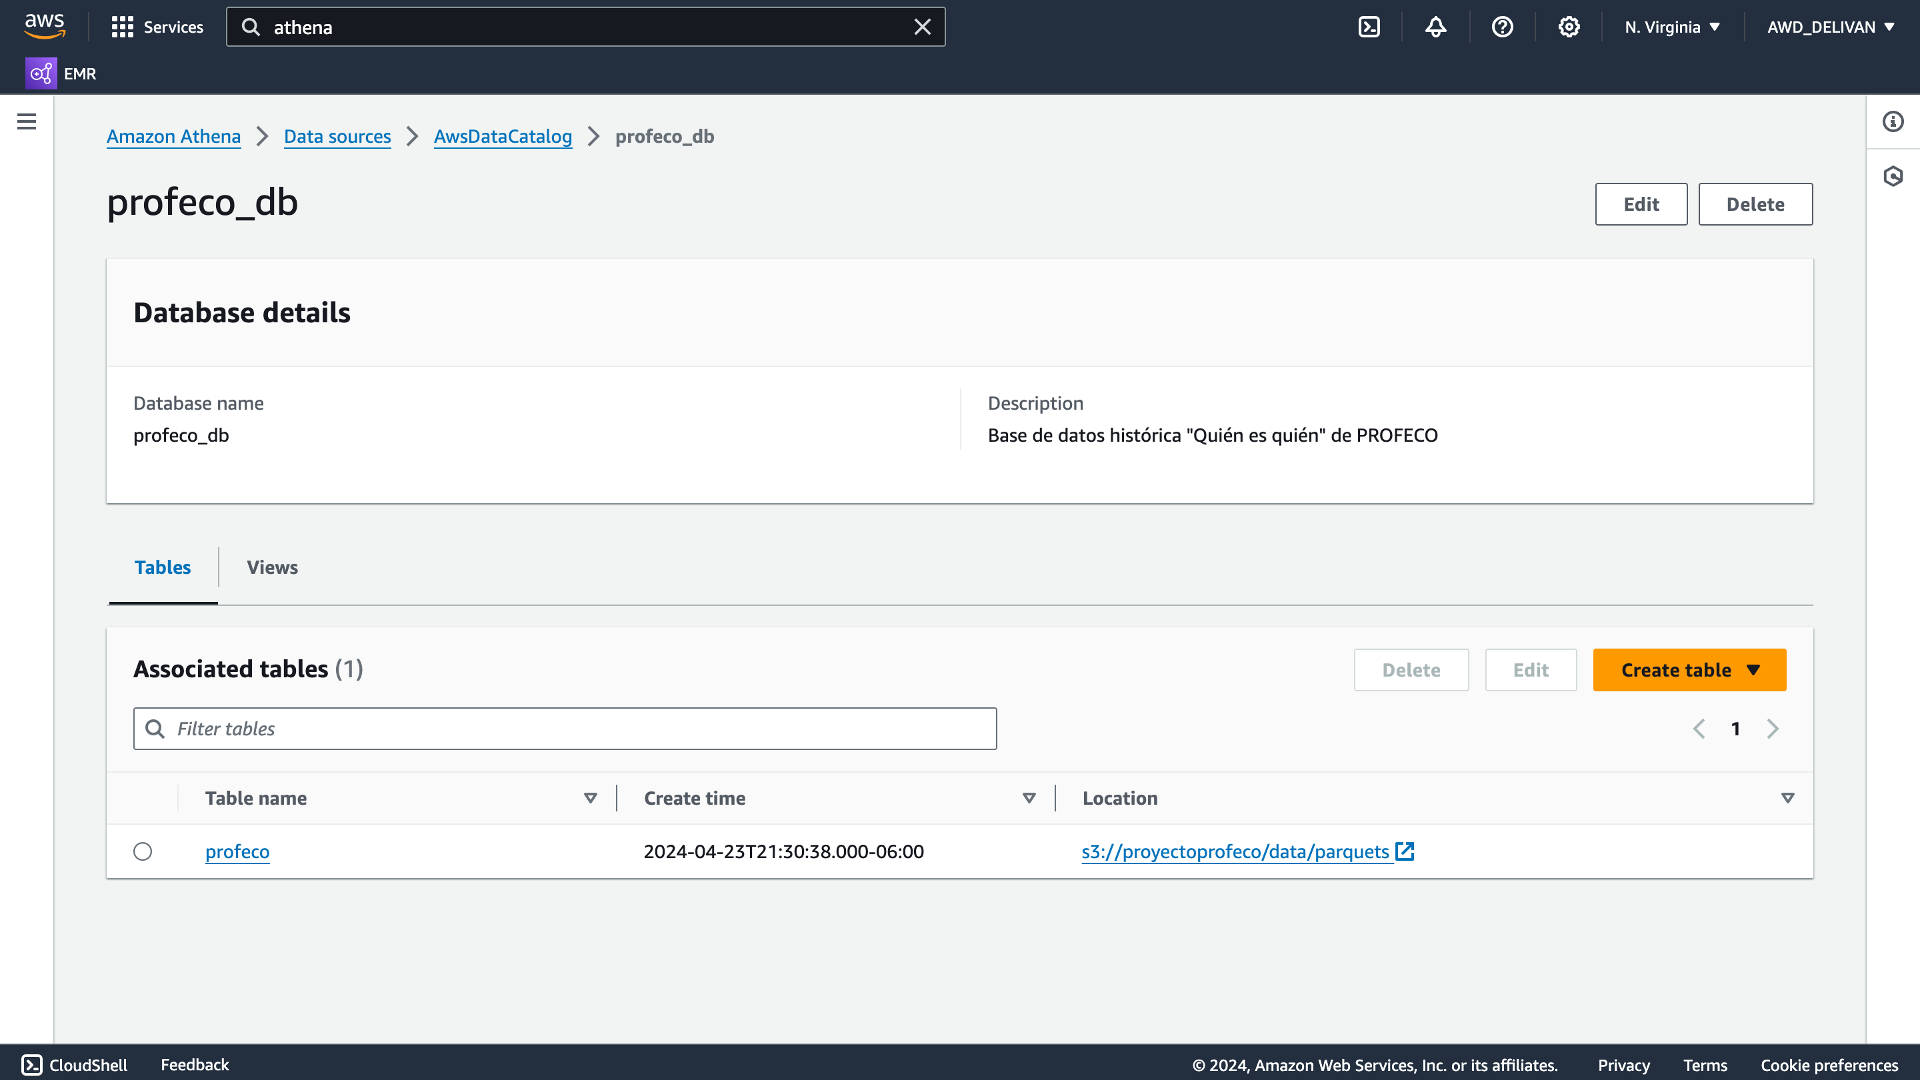 aws
Services
athena
N. Virginia
AWD_DELIVAN
EMR
Amazon Athena
Data sources
AwsDataCatalog
profeco_db
profeco_db
Edit
Delete
Database details
Database name
profeco_db
Description
Base de datos histórica "Quién es quién" de PROFECO
Tables
Views
Associated tables (1)
Delete
Edit
Create table
Filter tables
1
Table name
Create time
Location
profeco
2024-04-23T21:30:38.000-06:00
s3://proyectoprofeco/data/parquets
CloudShell
Feedback
© 2024, Amazon Web Services, Inc. or its affiliates.
Privacy
Terms
Cookie preferences